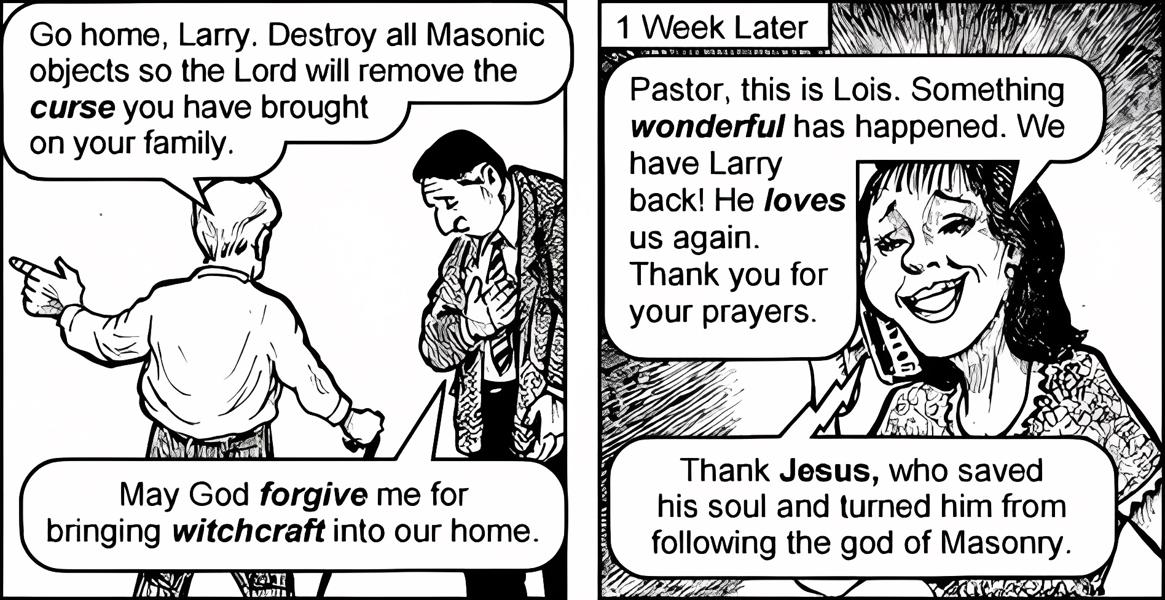 Go home, Larry. Destroy all Masonic
objects so the Lord will remove the
curse you have brought
on your family.
May God forgive me for
bringing witchcraft into our home.
1 Week Later
Pastor, this is Lois. Something
wonderful has happened. We
have Larry
back! He loves
us again.
Thank you for
your prayers.
Thank Jesus, who saved
his soul and turned him from
following the god of Masonry.